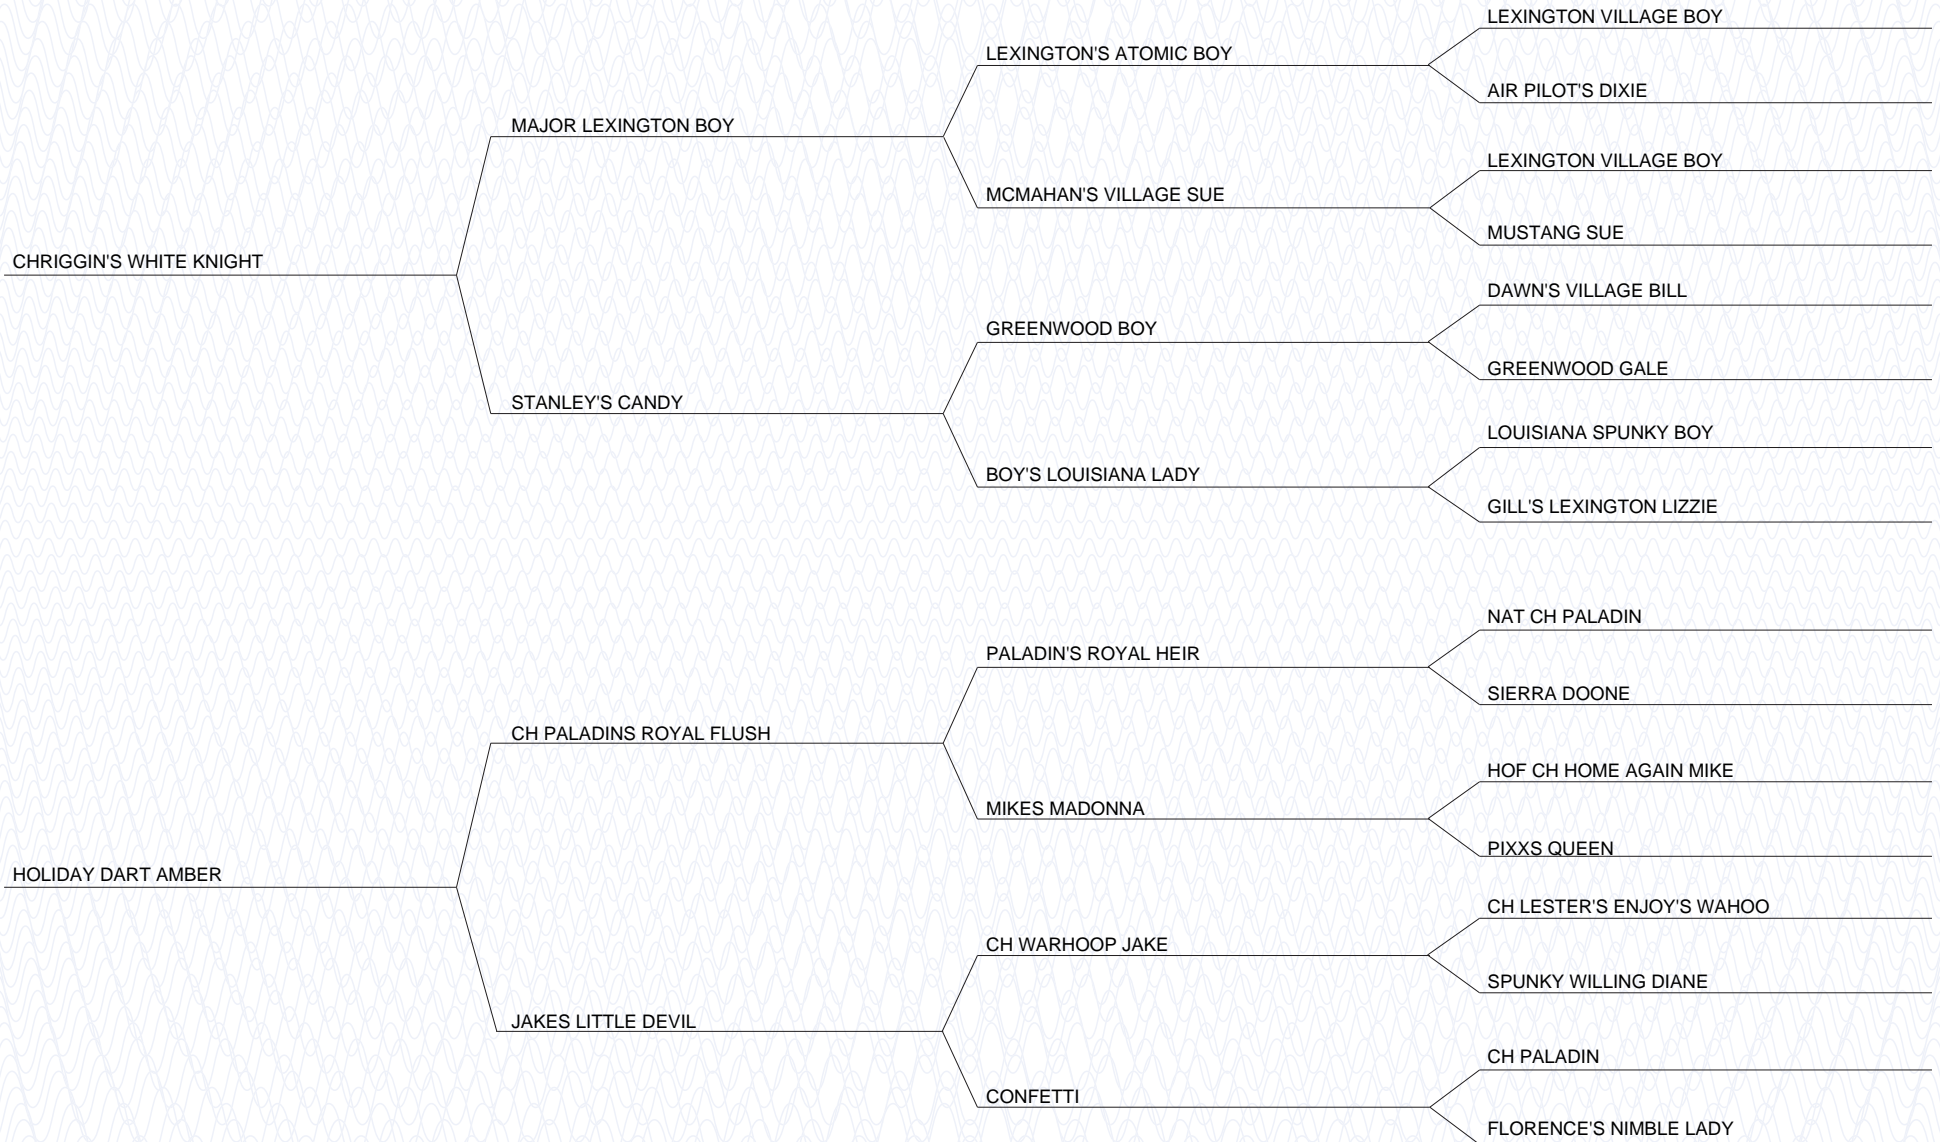 LEXINGTON VILLAGE BOY
LEXINGTON'S ATOMIC BOY
AIR PILOT'S DIXIE
MAJOR LEXINGTON BOY
LEXINGTON VILLAGE BOY
MCMAHAN'S VILLAGE SUE
MUSTANG SUE
CHRIGGIN'S WHITE KNIGHT
DAWN'S VILLAGE BILL
GREENWOOD BOY
GREENWOOD GALE
STANLEY'S CANDY
LOUISIANA SPUNKY BOY
BOY'S LOUISIANA LADY
GILL'S LEXINGTON LIZZIE
NAT CH PALADIN
PALADIN'S ROYAL HEIR
SIERRA DOONE
CH PALADINS ROYAL FLUSH
HOF CH HOME AGAIN MIKE
MIKES MADONNA
PIXXS QUEEN
HOLIDAY DART AMBER
CH LESTER'S ENJOY'S WAHOO
CH WARHOOP JAKE
SPUNKY WILLING DIANE
JAKES LITTLE DEVIL
CH PALADIN
CONFETTI
FLORENCE'S NIMBLE LADY